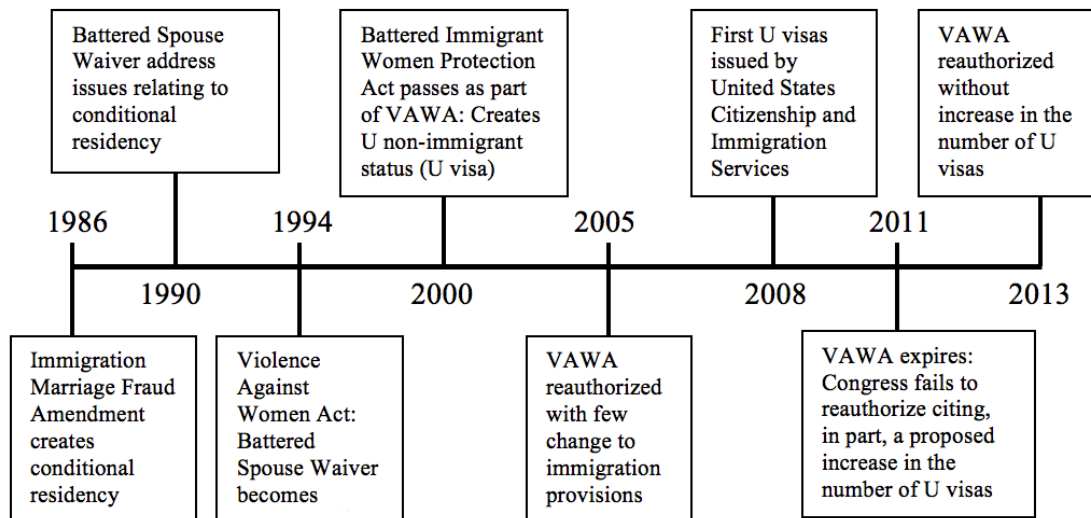 Battered Spouse
Waiver address
issues relating to
conditional
residency
Battered Immigrant
Women Protection
Act passes as part
of VAWA: Creates
U non-immigrant
status (U visa)
First U visas
issued by
United States
Citizenship and
Immigration
Services
VAWA
reauthorized
without
increase in the
number of U
visas
1986
1994
2005
2011
1990
2000
2008
2013
Immigration
Marriage Fraud
Amendment
creates
conditional
residency
Violence
Against
Women Act:
Battered
Spouse Waiver
becomes
VAWA
reauthorized
with few
change to
immigration
provisions
VAWA expires:
Congress fails to
reauthorize citing,
in part, a proposed
increase in the
number of U visas